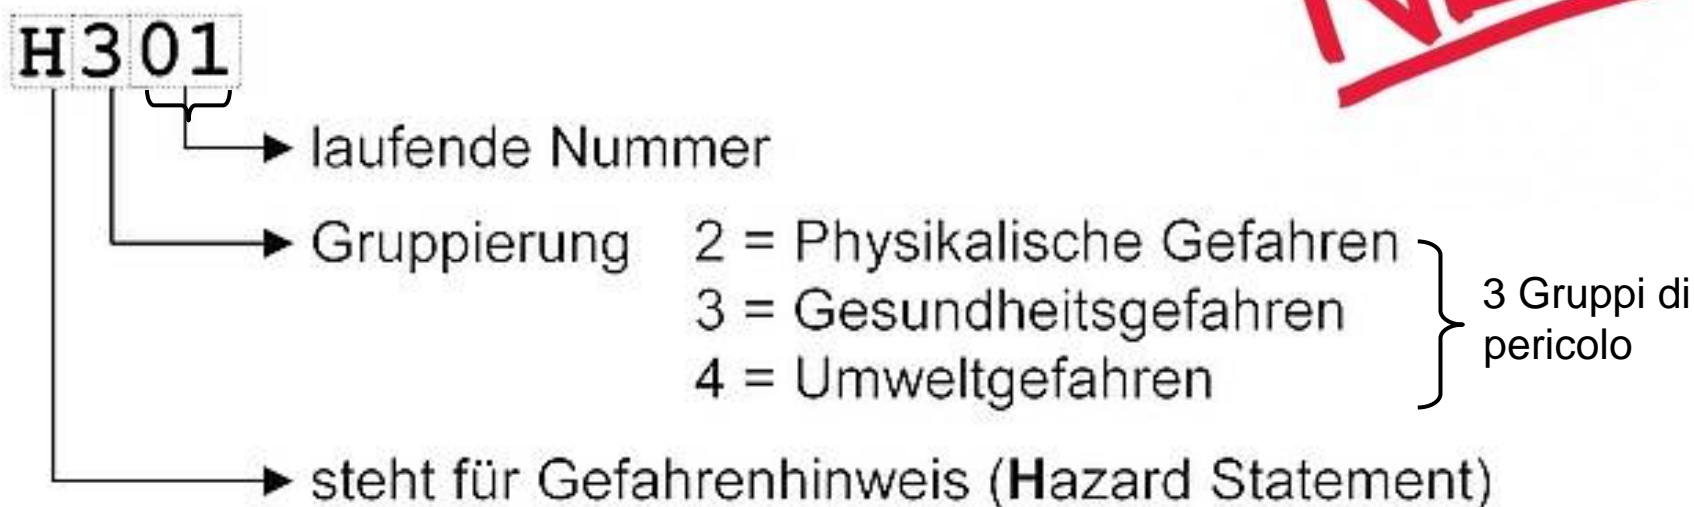 H301
laufende Nummer
Gruppierung 2 = Physikalische Gefahren
3 = Gesundheitsgefahren
4 = Umweltgefahren
3 Gruppi di
pericolo
steht für Gefahrenhinweis (Hazard Statement)